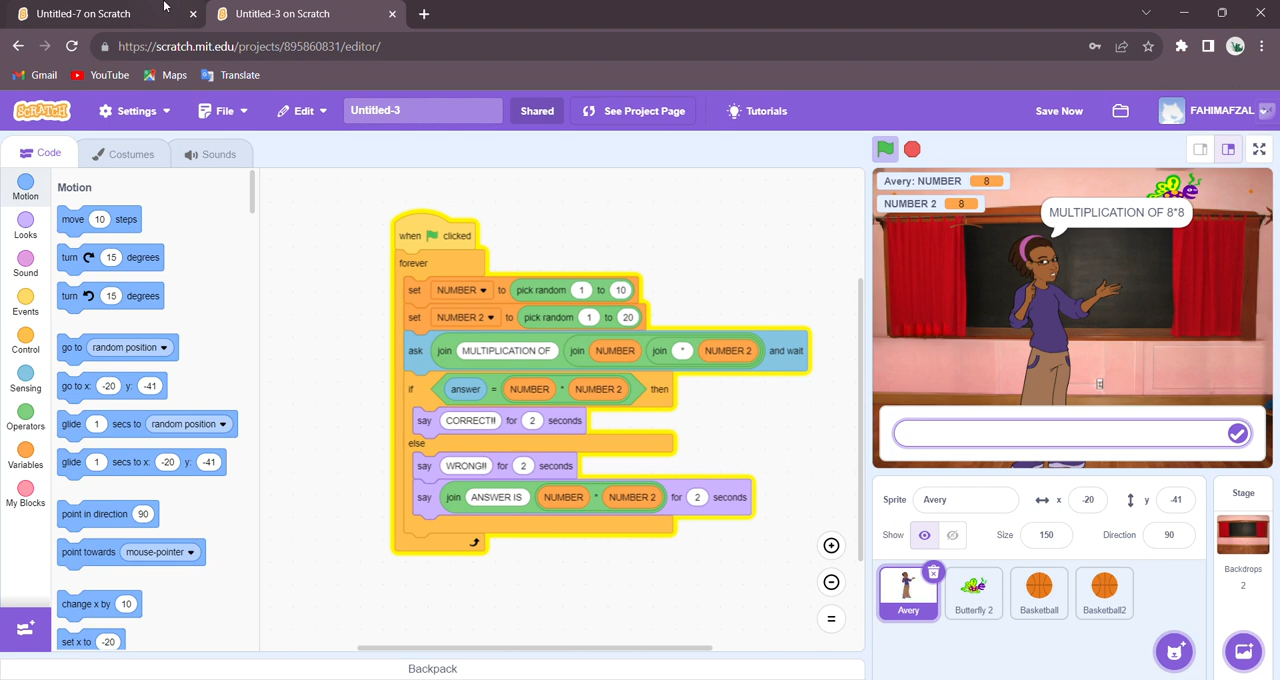 Untitled-7 on Scratch
Untitled-3 on Scratch
https://scratch.mit.edu/projects/895860831/editor/
Gmail YouTube Maps Translate
SCRATCH Settings File Edit Untitled-3 Shared See Project Page Tutorials Save Now FAHIMAFZAL
Code Costumes Sounds
Motion
Looks
Sound
Events
Control
Sensing
Operators
Variables
My Blocks
Motion
move 10 steps
turn 15 degrees
turn 15 degrees
go to random position
go to x: -20 y: -41
glide 1 secs to random position
glide 1 secs to x: -20 y: -41
point in direction 90
point towards mouse-pointer
change x by 10
set x to -20
when clicked
forever
set NUMBER to pick random 1 to 10
set NUMBER 2 to pick random 1 to 20
ask join MULTIPLICATION OF join NUMBER join * NUMBER 2 and wait
if answer = NUMBER * NUMBER 2 then
say CORRECT!! for 2 seconds
else
say WRONG!! for 2 seconds
say join ANSWER IS NUMBER * NUMBER 2 for 2 seconds
=
Backpack
Avery: NUMBER 8
NUMBER 2 8
MULTIPLICATION OF 8*8
Sprite Avery x -20 y -41
Show Size 150 Direction 90
Avery
Butterfly 2
Basketball
Basketball2
Stage
Backdrops
2